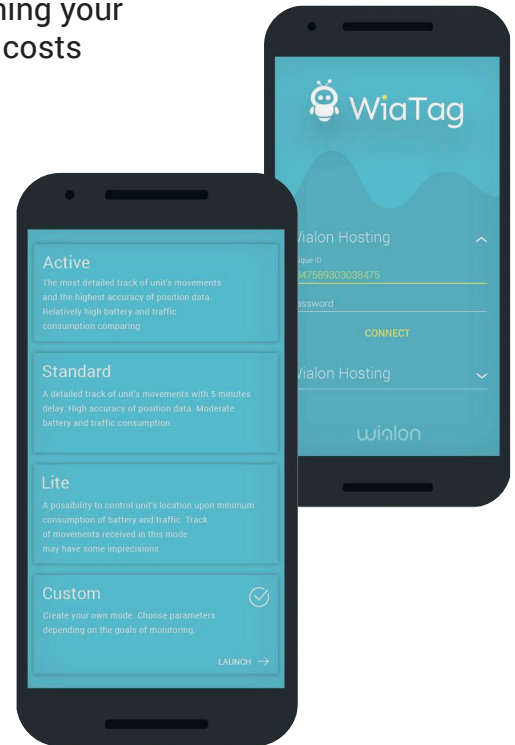 ning your
costs
WiaTag
Wialon Hosting
ique ID
347589303038475
assword
CONNECT
Wialon Hosting
wialon
Active
The most detailed track of unit's movements
and the highest accuracy of position data.
Relatively high battery and traffic
consumption comparing
Standard
A detailed track of unit's movements with 5 minutes
delay. High accuracy of position data. Moderate
battery and traffic consumption.
Lite
A possibility to control unit's location upon minimum
consumption of battery and traffic. Track
of movements received in this mode
may have some imprecisions.
Custom
Create your own mode. Choose parameters
depending on the goals of monitoring.
LAUNCH →